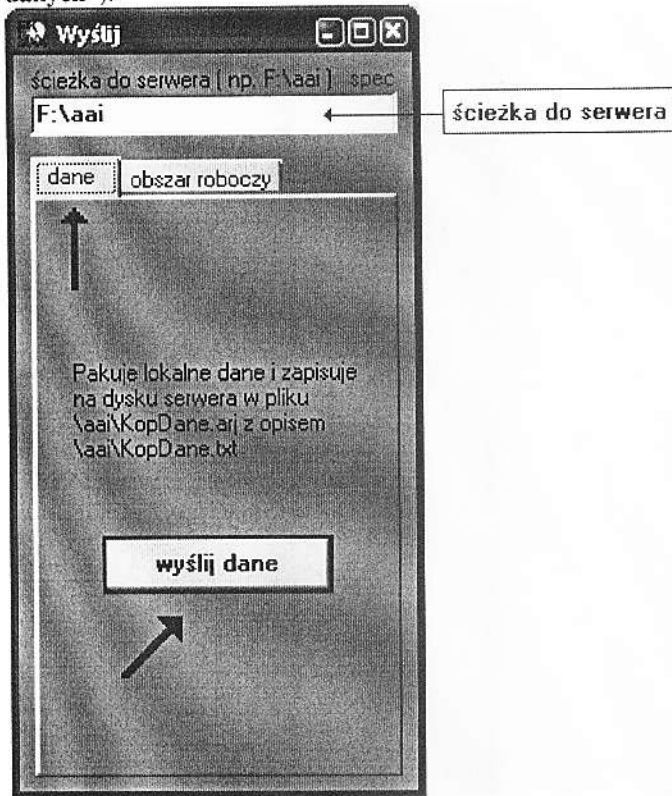 danych").
Wyślij
ścieżka do serwera [ np. F:\aai ] spec
F:\aai
ścieżka do serwera
dane
obszar roboczy
Pakuje lokalne dane i zapisuje
na dysku serwera w pliku
\aai\KopDane.arj z opisem
\aai\KopDane.txt
wyślij dane